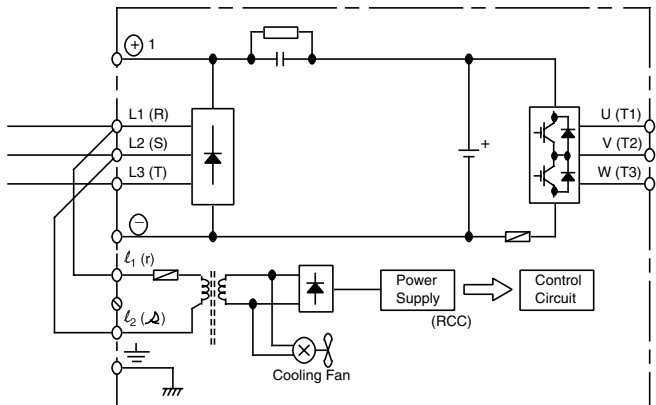 ⊕ 1
L1 (R)
L2 (S)
L3 (T)
+
U (T1)
V (T2)
W (T3)
⊖
ℓ1 (r)
ℓ2 (𝓈)
Power
Supply
(RCC)
Control
Circuit
Cooling Fan